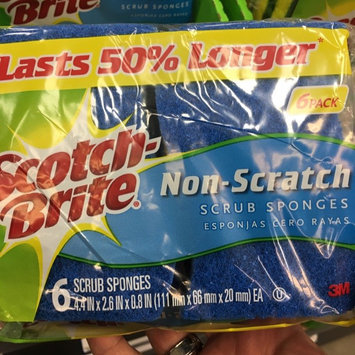 SCRUB SPONGES
Lasts 50% Longer
6 PACK
Scotch-
Brite
Non-Scratch
SCRUB SPONGES
ESPONJAS CERO RAYAS
6 SCRUB SPONGES
4.4 IN x 2.6 IN x 0.8 IN (111 mm x 66 mm x 20 mm) EA
3M